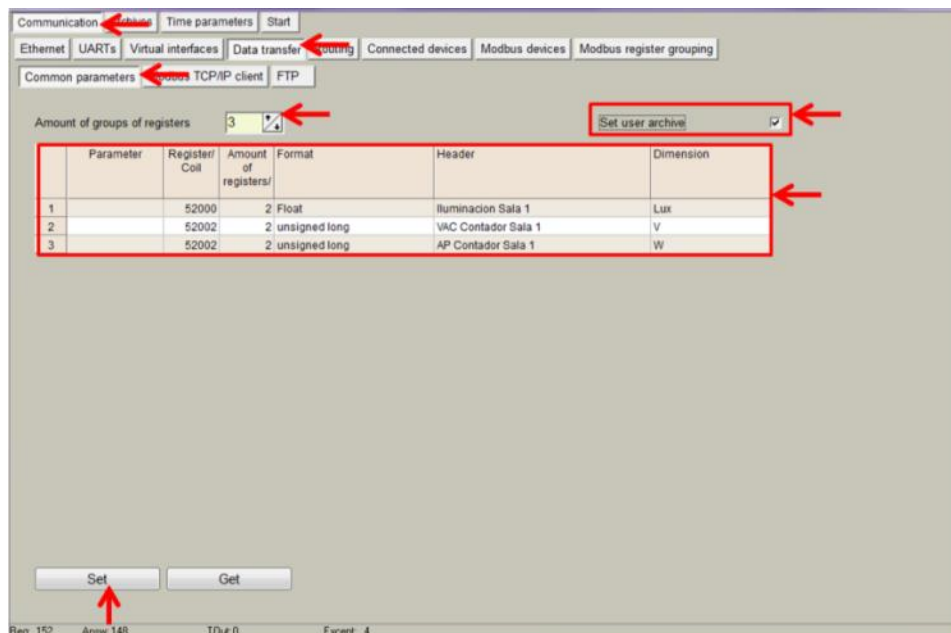 Communication Archives Time parameters Start
Ethernet UARTs Virtual interfaces Data transfer Connected devices Modbus devices Modbus register grouping
Common parameters TCP/IP client FTP
Amount of groups of registers 3 Set user archive
Parameter Register/ Amount Format Header Dimension
Coil of
registers/
1 52000 2 Float Iluminacion Sala 1 Lux
2 52002 2 unsigned long VAC Contador Sala 1 V
3 52002 2 unsigned long AP Contador Sala 1 W
Set Get
Req. 152 Answ. 148 TOut 0 Except. 4